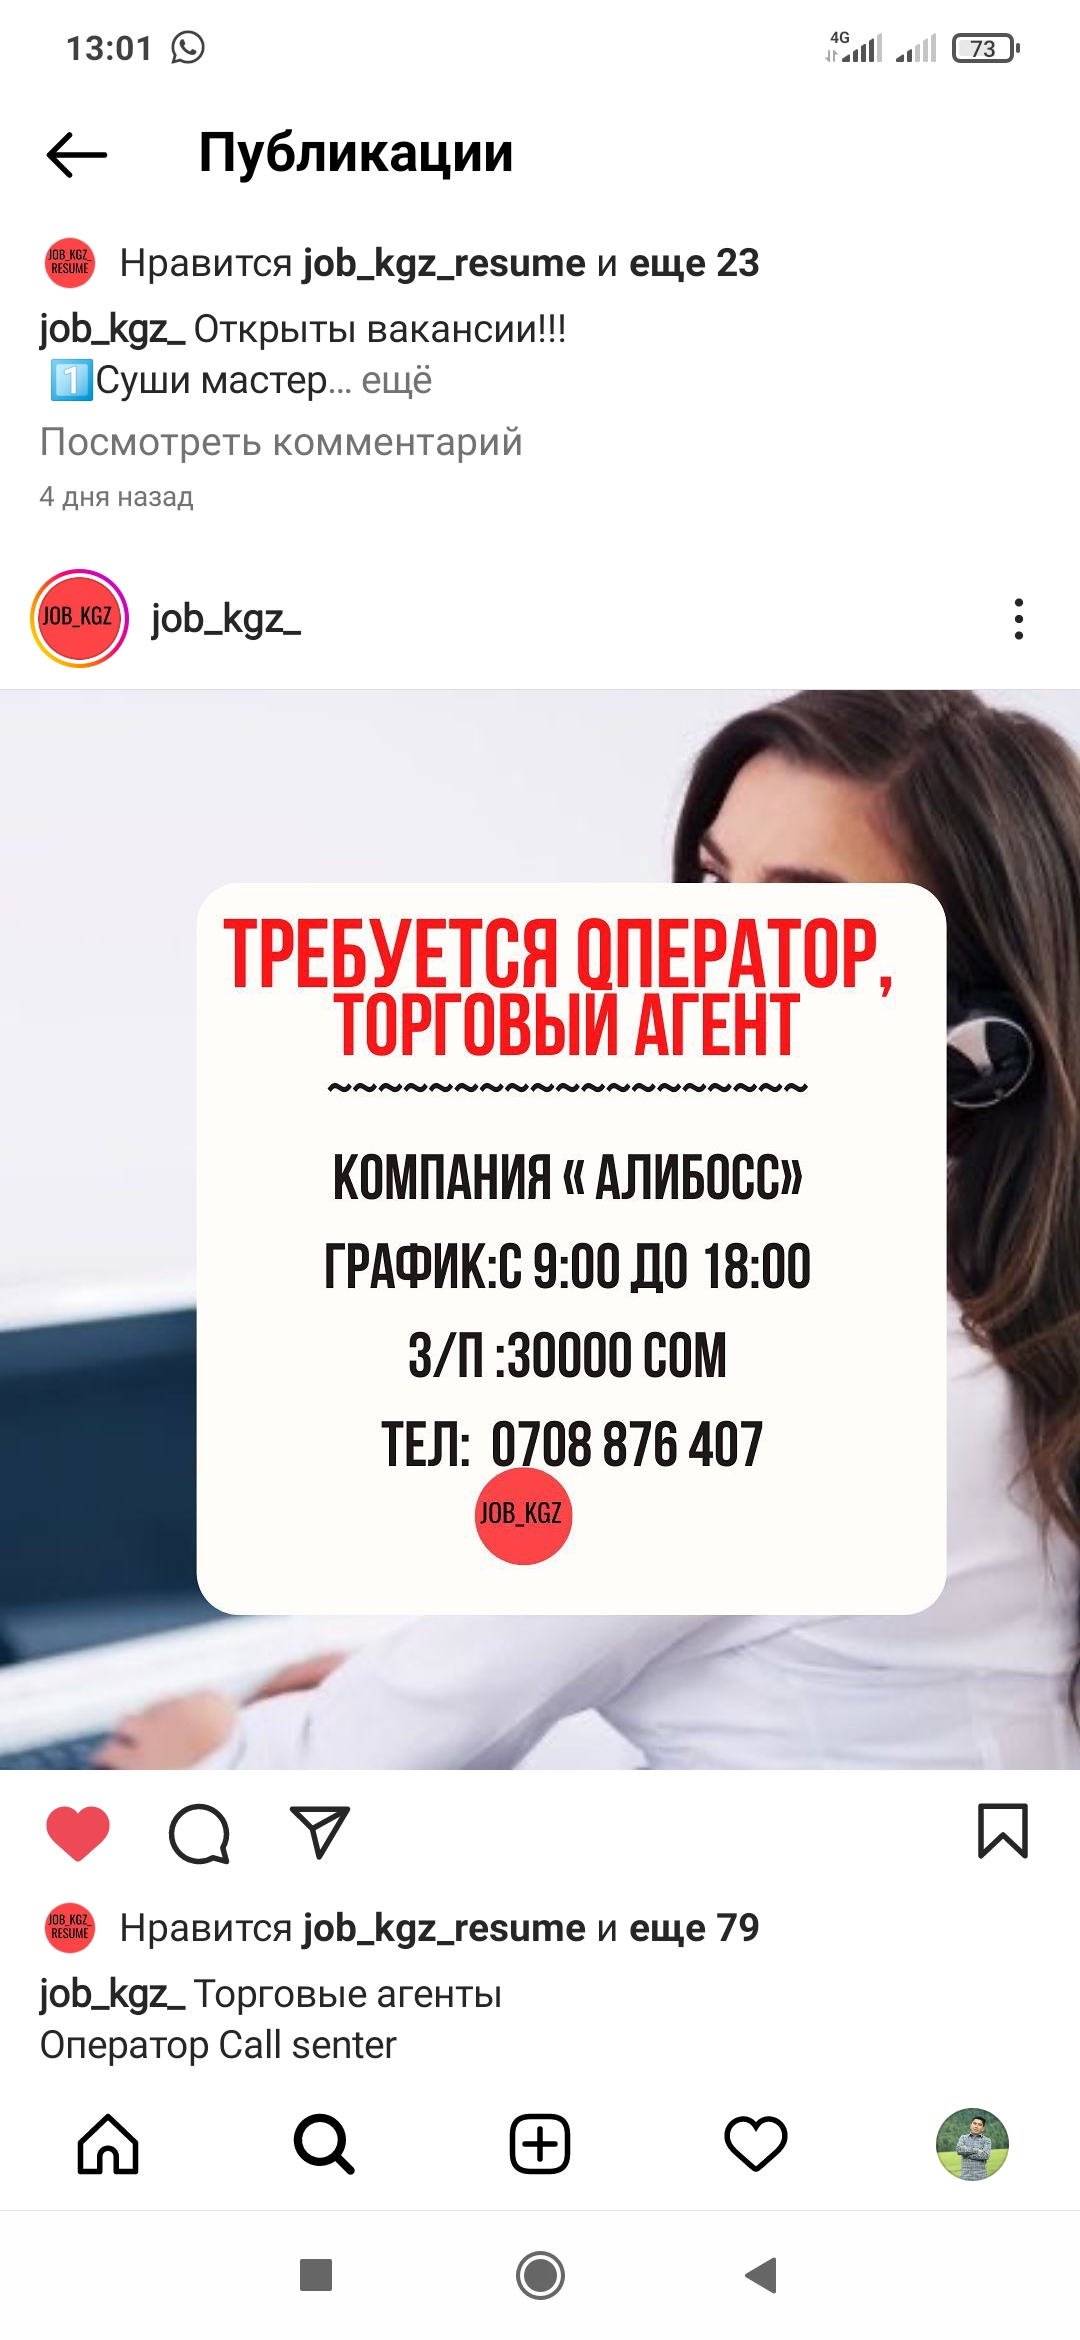 13:01
4G
73
Публикации
JOB_KGZ_
RESUME
Нравится job_kgz_resume и еще 23
job_kgz_ Открыты вакансии!!!
1️⃣Суши мастер... ещё
Посмотреть комментарий
4 дня назад
JOB_KGZ
job_kgz_
ТРЕБУЕТСЯ ОПЕРАТОР,
ТОРГОВЫЙ АГЕНТ
~~~~~~~~~~~~~~~~~~~
КОМПАНИЯ « АЛИБОСС»
ГРАФИК:С 9:00 ДО 18:00
З/П :30000 СОМ
ТЕЛ: 0708 876 407
JOB_KGZ
JOB_KGZ_
RESUME
Нравится job_kgz_resume и еще 79
job_kgz_ Торговые агенты
Оператор Call senter